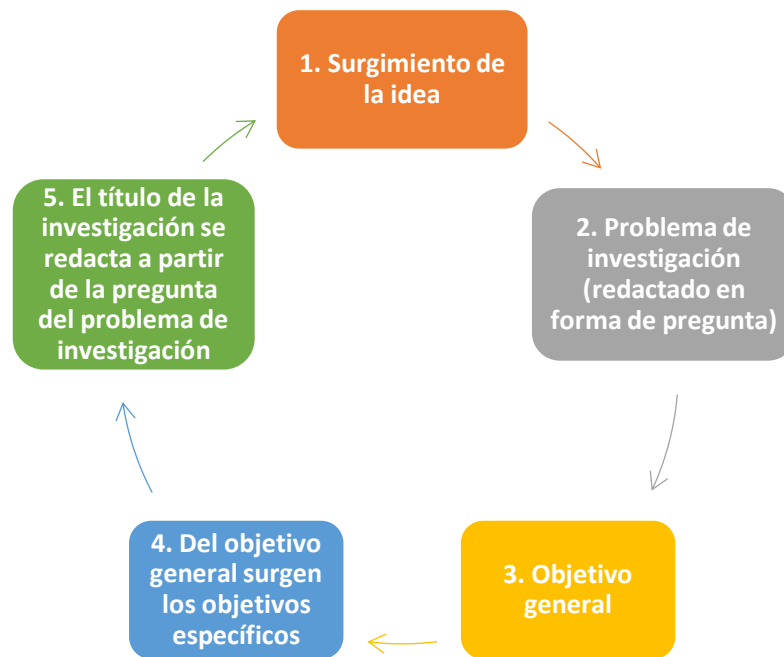 1. Surgimiento de
la idea
2. Problema de
investigación
(redactado en
forma de pregunta)
3. Objetivo
general
4. Del objetivo
general surgen
los objetivos
específicos
5. El título de la
investigación se
redacta a partir
de la pregunta
del problema de
investigación